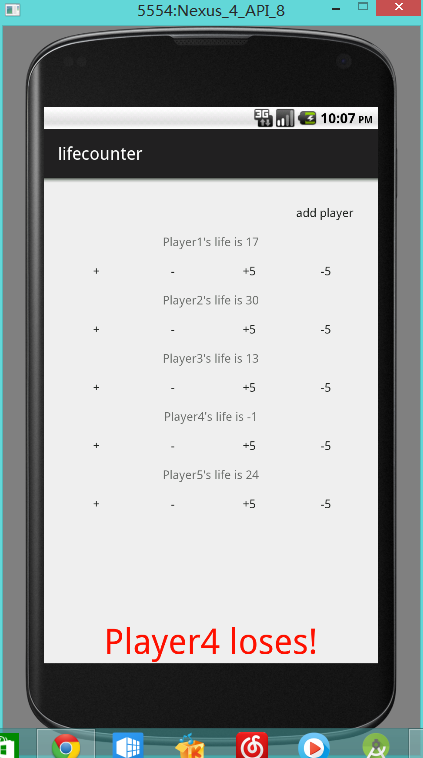 5554:Nexus_4_API_8
3G 10:07 PM
lifecounter
add player
Player1's life is 17
+ - +5 -5
Player2's life is 30
+ - +5 -5
Player3's life is 13
+ - +5 -5
Player4's life is -1
+ - +5 -5
Player5's life is 24
+ - +5 -5
Player4 loses!